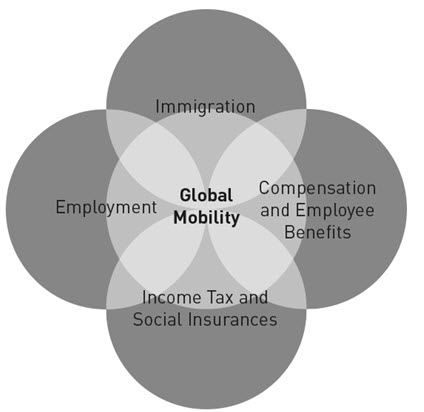 Immigration
Employment
Global
Mobility
Compensation
and Employee
Benefits
Income Tax and
Social Insurances